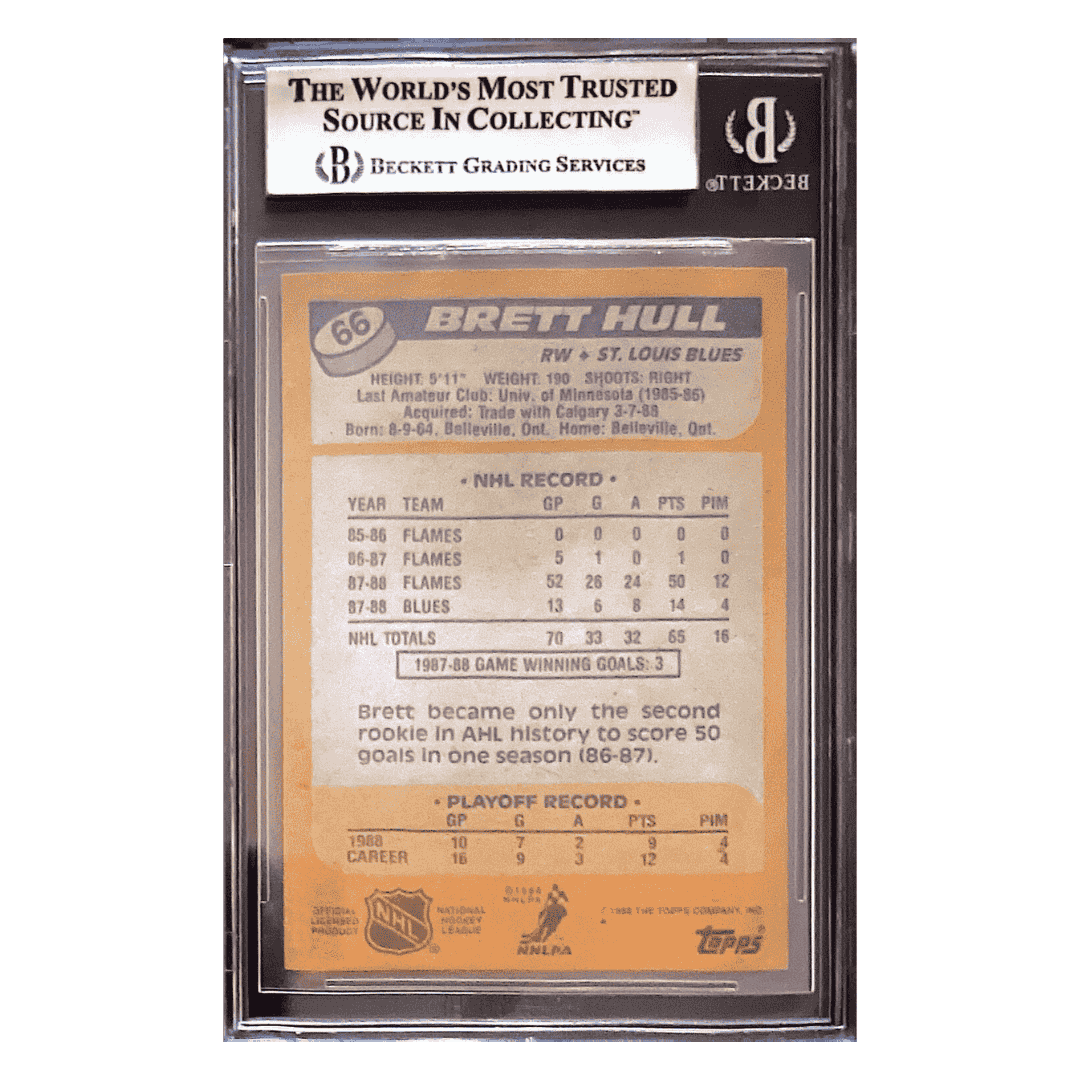 THE WORLD'S MOST TRUSTED
SOURCE IN COLLECTING™
B BECKETT GRADING SERVICES
B
BECKETT®
66
BRETT HULL
RW ♦ ST. LOUIS BLUES
HEIGHT: 5'11" WEIGHT: 190 SHOOTS: RIGHT
Last Amateur Club: Univ. of Minnesota (1985-86)
Acquired: Trade with Calgary 3-7-88
Born: 8-9-64, Belleville, Ont. Home: Belleville, Ont.
• NHL RECORD •
YEAR TEAM GP G A PTS PIM
85-86 FLAMES 0 0 0 0 0
86-87 FLAMES 5 1 0 1 0
87-88 FLAMES 52 26 24 50 12
87-88 BLUES 13 6 8 14 4
NHL TOTALS 70 33 32 65 16
1987-88 GAME WINNING GOALS: 3
Brett became only the second
rookie in AHL history to score 50
goals in one season (86-87).
• PLAYOFF RECORD •
GP G A PTS PIM
1988 10 7 2 9 4
CAREER 16 9 3 12 4
OFFICIAL
LICENSED
PRODUCT
NHL
®
NATIONAL
HOCKEY
LEAGUE
NHLPA
NHLPA
1988 THE TOPPS COMPANY, INC.
*
topps®